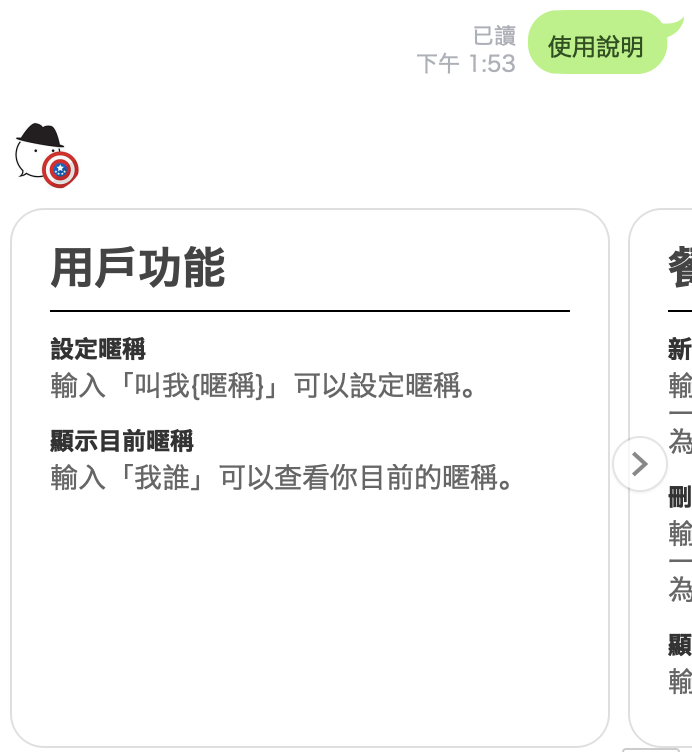 已讀
下午 1:53
使用說明
用戶功能
設定暱稱
輸入「叫我{暱稱}」可以設定暱稱。
顯示目前暱稱
輸入「我誰」可以查看你目前的暱稱。
餐
新
輸
一
為
刪
輸
一
為
顯
輸